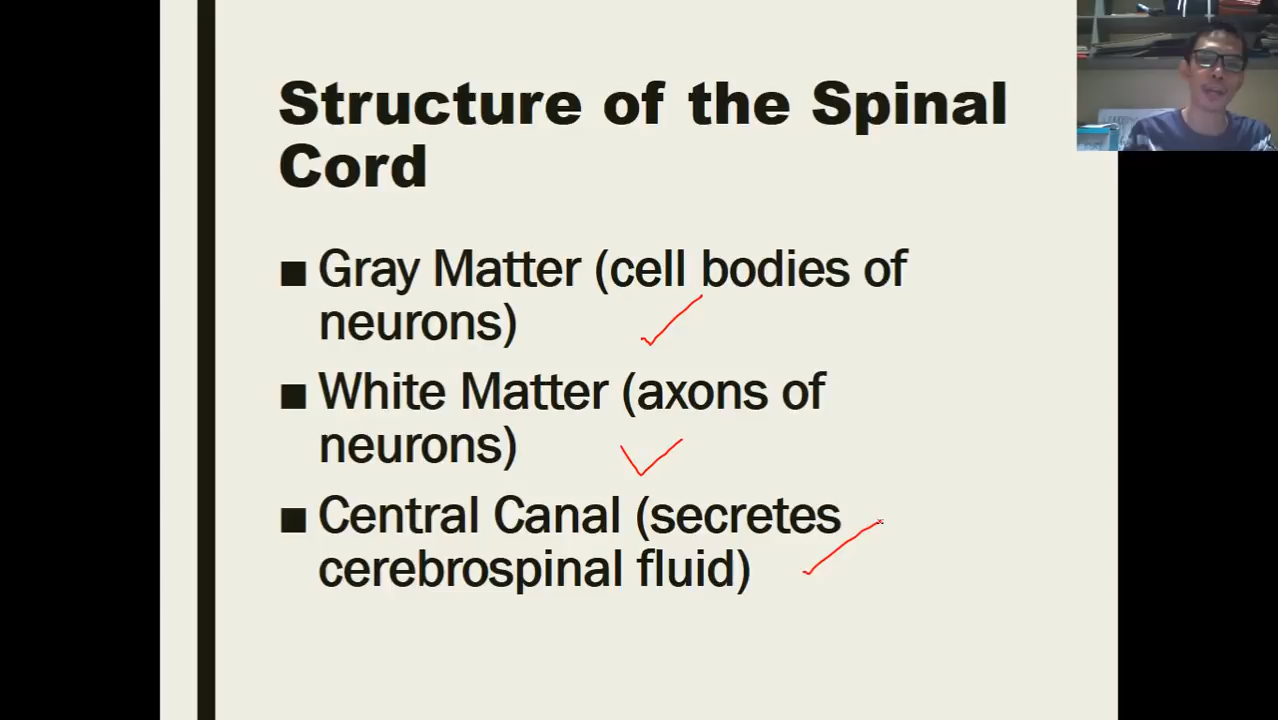 Structure of the Spinal
Cord
■ Gray Matter (cell bodies of
neurons)
■ White Matter (axons of
neurons)
■ Central Canal (secretes
cerebrospinal fluid)